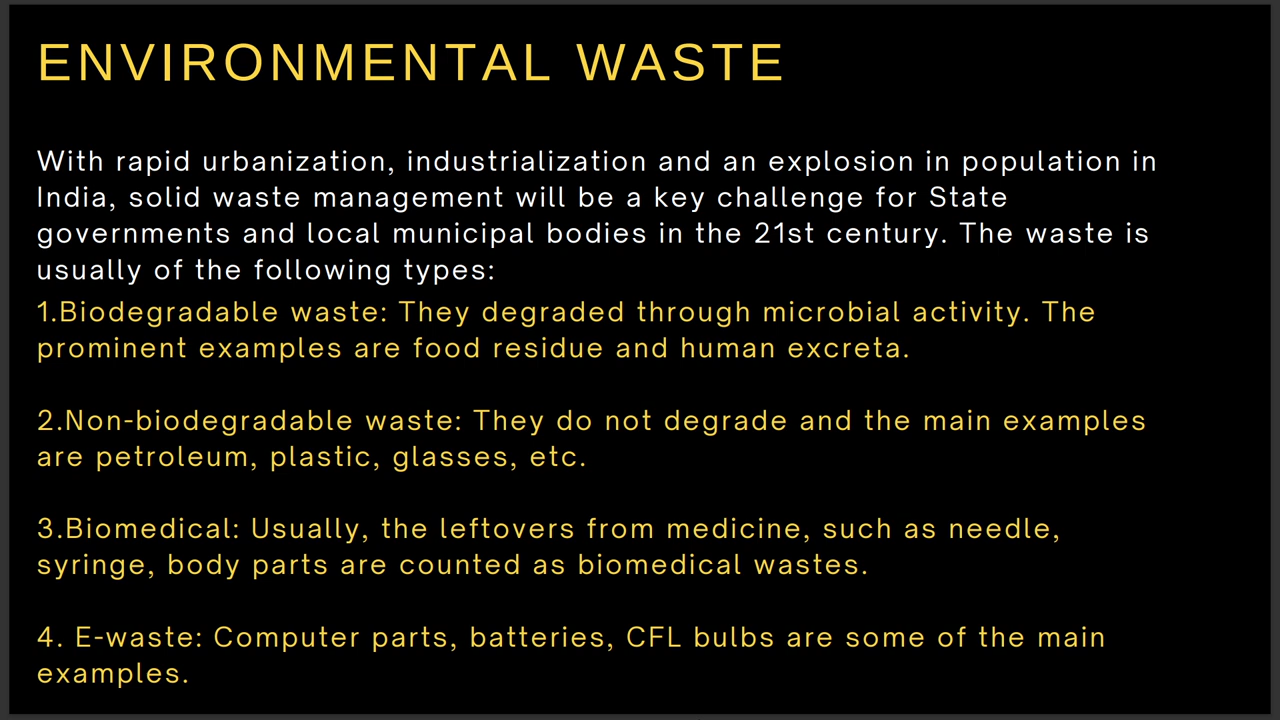 ENVIRONMENTAL WASTE
With rapid urbanization, industrialization and an explosion in population in
India, solid waste management will be a key challenge for State
governments and local municipal bodies in the 21st century. The waste is
usually of the following types:
1.Biodegradable waste: They degraded through microbial activity. The
prominent examples are food residue and human excreta.
2.Non-biodegradable waste: They do not degrade and the main examples
are petroleum, plastic, glasses, etc.
3.Biomedical: Usually, the leftovers from medicine, such as needle,
syringe, body parts are counted as biomedical wastes.
4. E-waste: Computer parts, batteries, CFL bulbs are some of the main
examples.